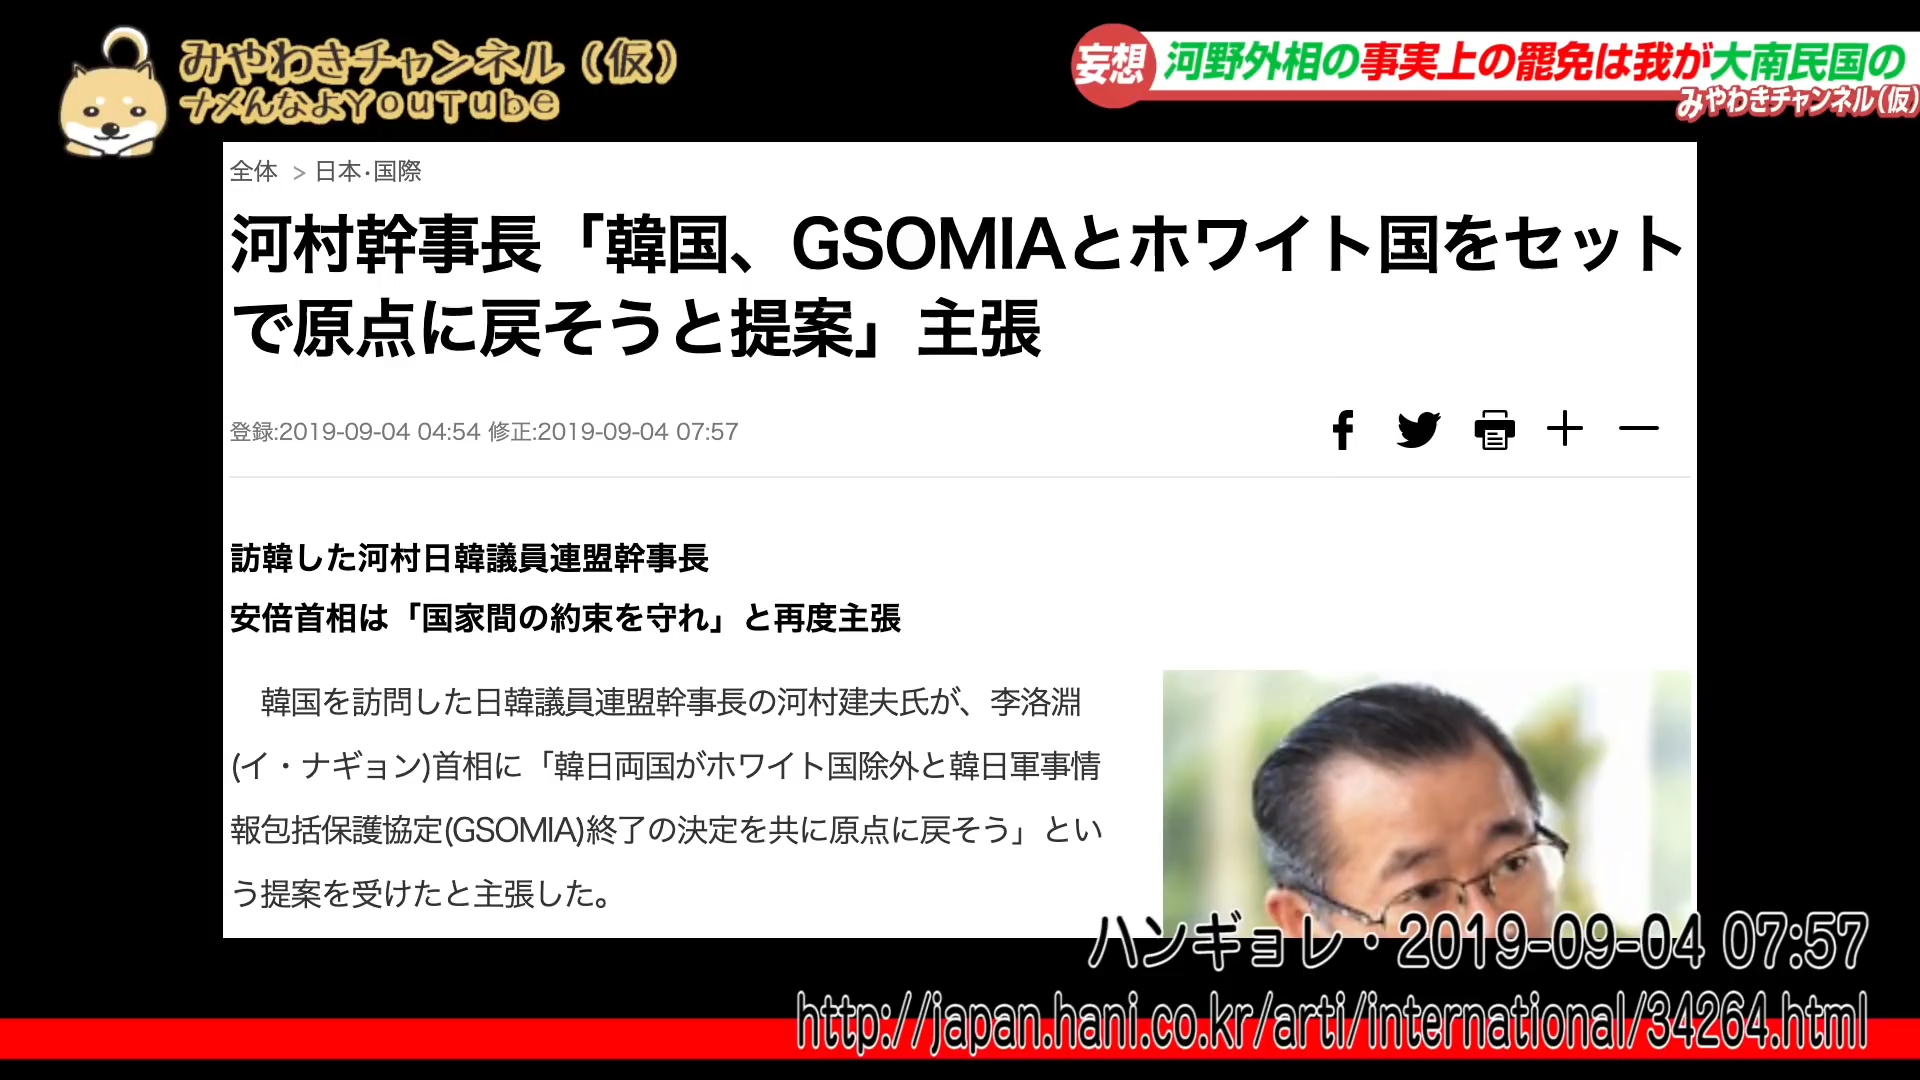 みやわきチャンネル（仮）
ナメんなよYouTube
妄想
河野外相の事実上の罷免は我が大南民国の
みやわきチャンネル（仮）
全体 > 日本·国際
河村幹事長「韓国、GSOMIAとホワイト国をセット
で原点に戻そうと提案」主張
登録:2019-09-04 04:54 修正:2019-09-04 07:57
訪韓した河村日韓議員連盟幹事長
安倍首相は「国家間の約束を守れ」と再度主張
韓国を訪問した日韓議員連盟幹事長の河村建夫氏が、李洛淵
(イ・ナギョン)首相に「韓日両国がホワイト国除外と韓日軍事情
報包括保護協定(GSOMIA)終了の決定を共に原点に戻そう」とい
う提案を受けたと主張した。
ハンギョレ・2019-09-04 07:57
http://japan.hani.co.kr/arti/international/34264.html